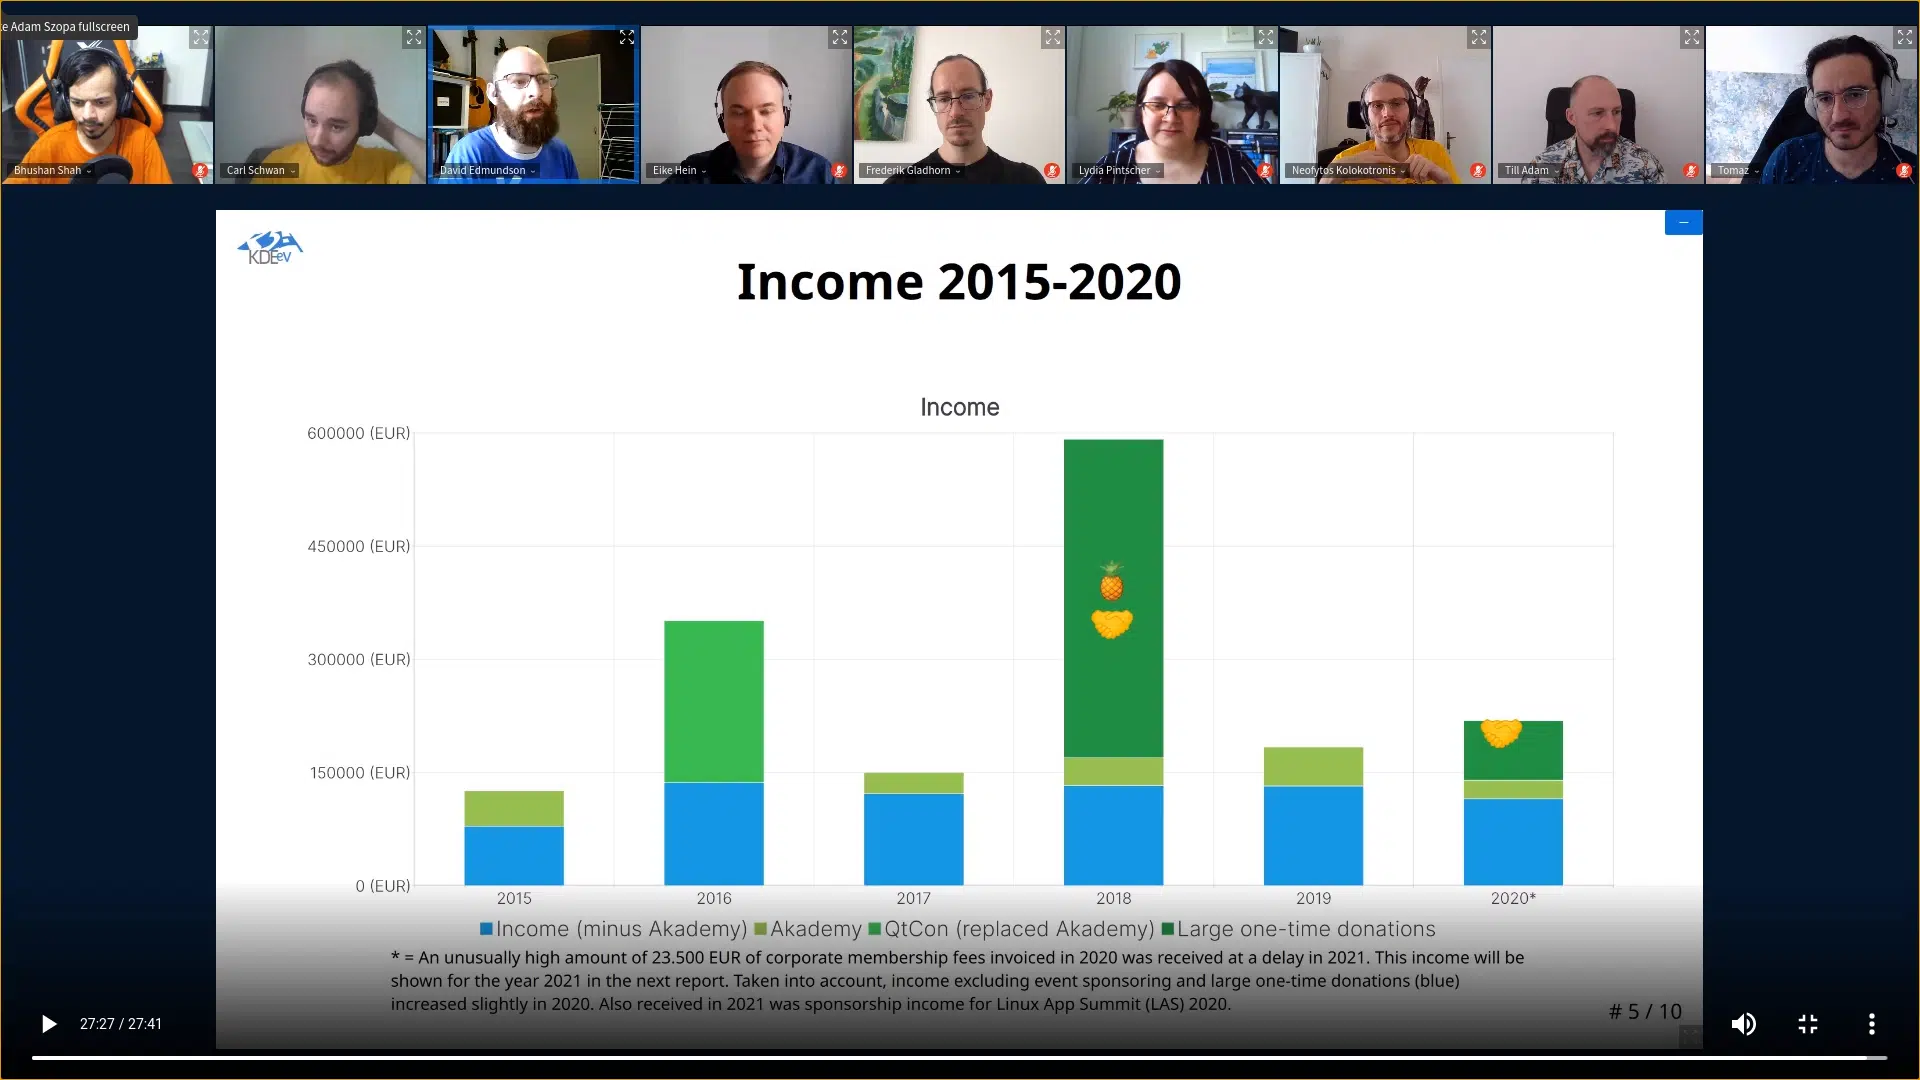 e Adam Szopa fullscreen
Bhushan Shah
Carl Schwan
David Edmundson
Eike Hein
Frederik Gladhorn
Lydia Pintscher
Neofytos Kolokotronis
Till Adam
Tomaz
KDE eV
Income 2015-2020
Income
600000 (EUR)
450000 (EUR)
300000 (EUR)
150000 (EUR)
0 (EUR)
2015 2016 2017 2018 2019 2020*
Income (minus Akademy) Akademy QtCon (replaced Akademy) Large one-time donations
* = An unusually high amount of 23.500 EUR of corporate membership fees invoiced in 2020 was received at a delay in 2021. This income will be
shown for the year 2021 in the next report. Taken into account, income excluding event sponsoring and large one-time donations (blue)
increased slightly in 2020. Also received in 2021 was sponsorship income for Linux App Summit (LAS) 2020.
# 5 / 10
27:27 / 27:41